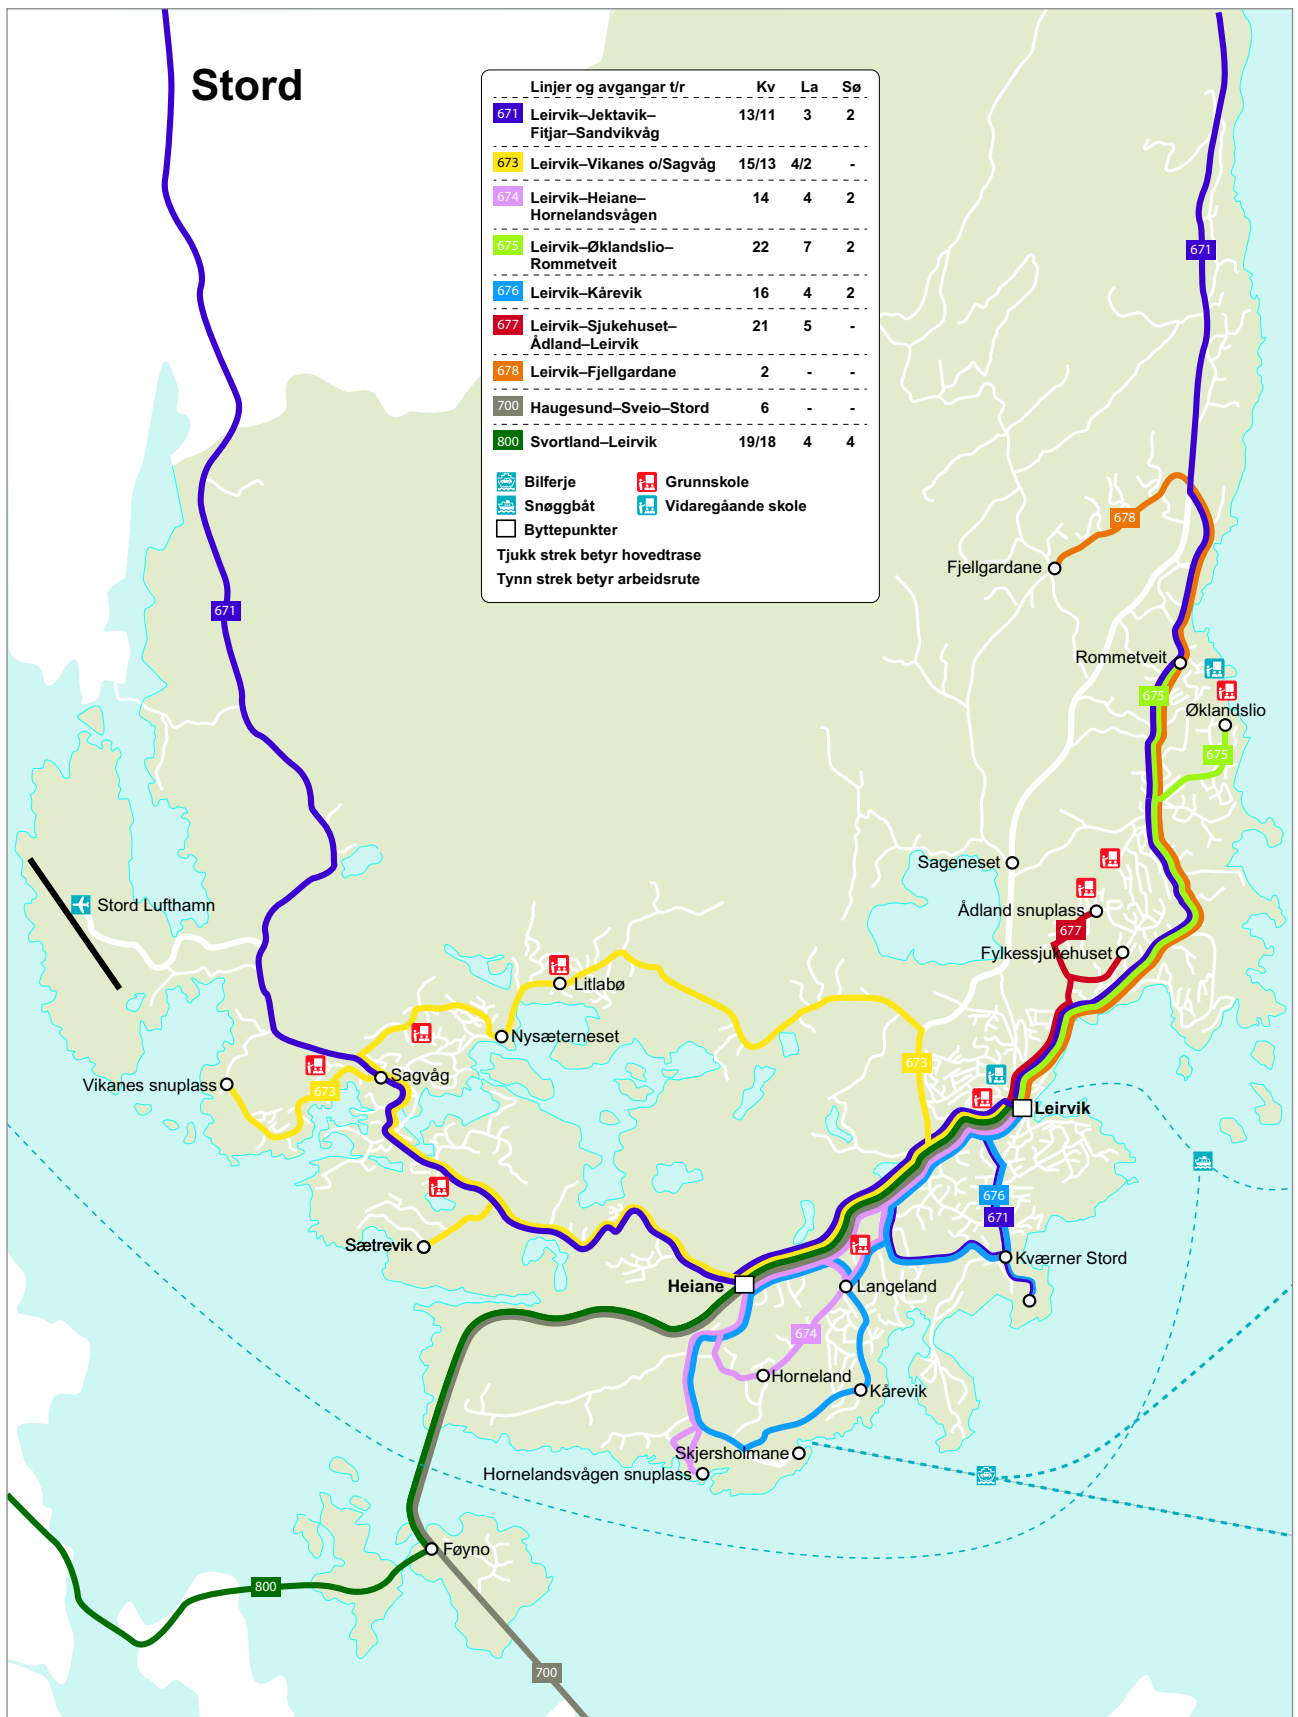 Stord
Linjer og avgangar t/r Kv La Sø
671 Leirvik–Jektavik– 13/11 3 2
Fitjar–Sandvikvåg
673 Leirvik–Vikanes o/Sagvåg 15/13 4/2 -
674 Leirvik–Heiane– 14 4 2
Hornelandsvågen
675 Leirvik–Øklandslio– 22 7 2
Rommetveit
676 Leirvik–Kårevik 16 4 2
677 Leirvik–Sjukehuset– 21 5 -
Ådland–Leirvik
678 Leirvik–Fjellgardane 2 - -
700 Haugesund–Sveio–Stord 6 - -
800 Svortland–Leirvik 19/18 4 4
Bilferje Grunnskole
Snøggbåt Vidaregåande skole
Byttepunkter
Tjukk strek betyr hovedtrase
Tynn strek betyr arbeidsrute
671
678
Fjellgardane
671
Rommetveit
675
Øklandslio
675
Sageneset
Stord Lufthamn
Ådland snuplass
677
Fylkessjukehuset
Litlabø
Nysæterneset
673
Sagvåg
Vikanes snuplass
673
Leirvik
676
671
Sætrevik
Kværner Stord
Heiane
Langeland
674
Horneland
Kårevik
Skjersholmane
Hornelandsvågen snuplass
Føyno
800
700